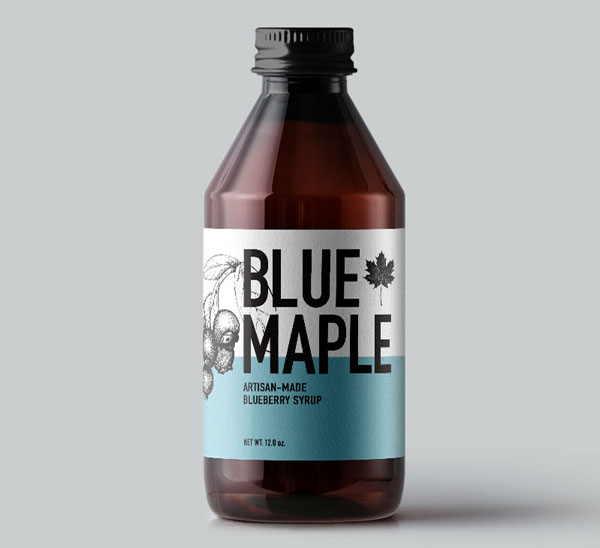 BLUE
MAPLE
ARTISAN-MADE
BLUEBERRY SYRUP
NET WT. 12.0 oz.